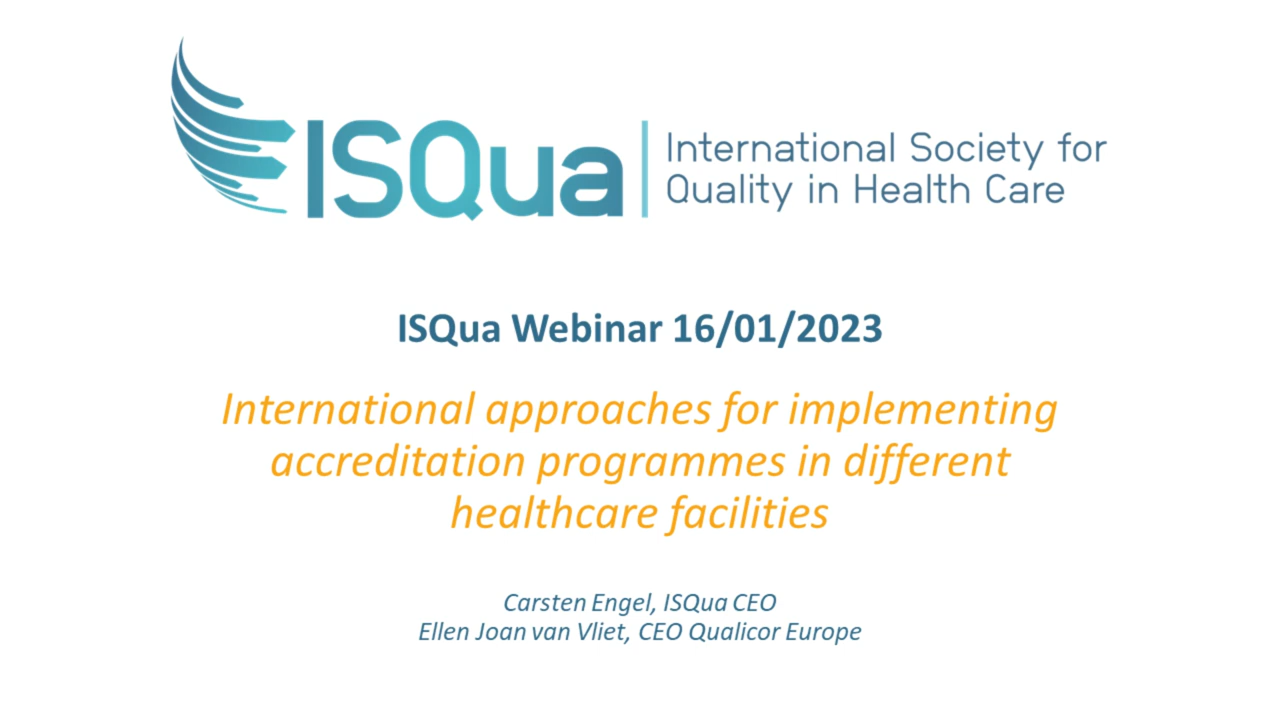 ISQua
International Society for
Quality in Health Care
ISQua Webinar 16/01/2023
International approaches for implementing
accreditation programmes in different
healthcare facilities
Carsten Engel, ISQua CEO
Ellen Joan van Vliet, CEO Qualicor Europe